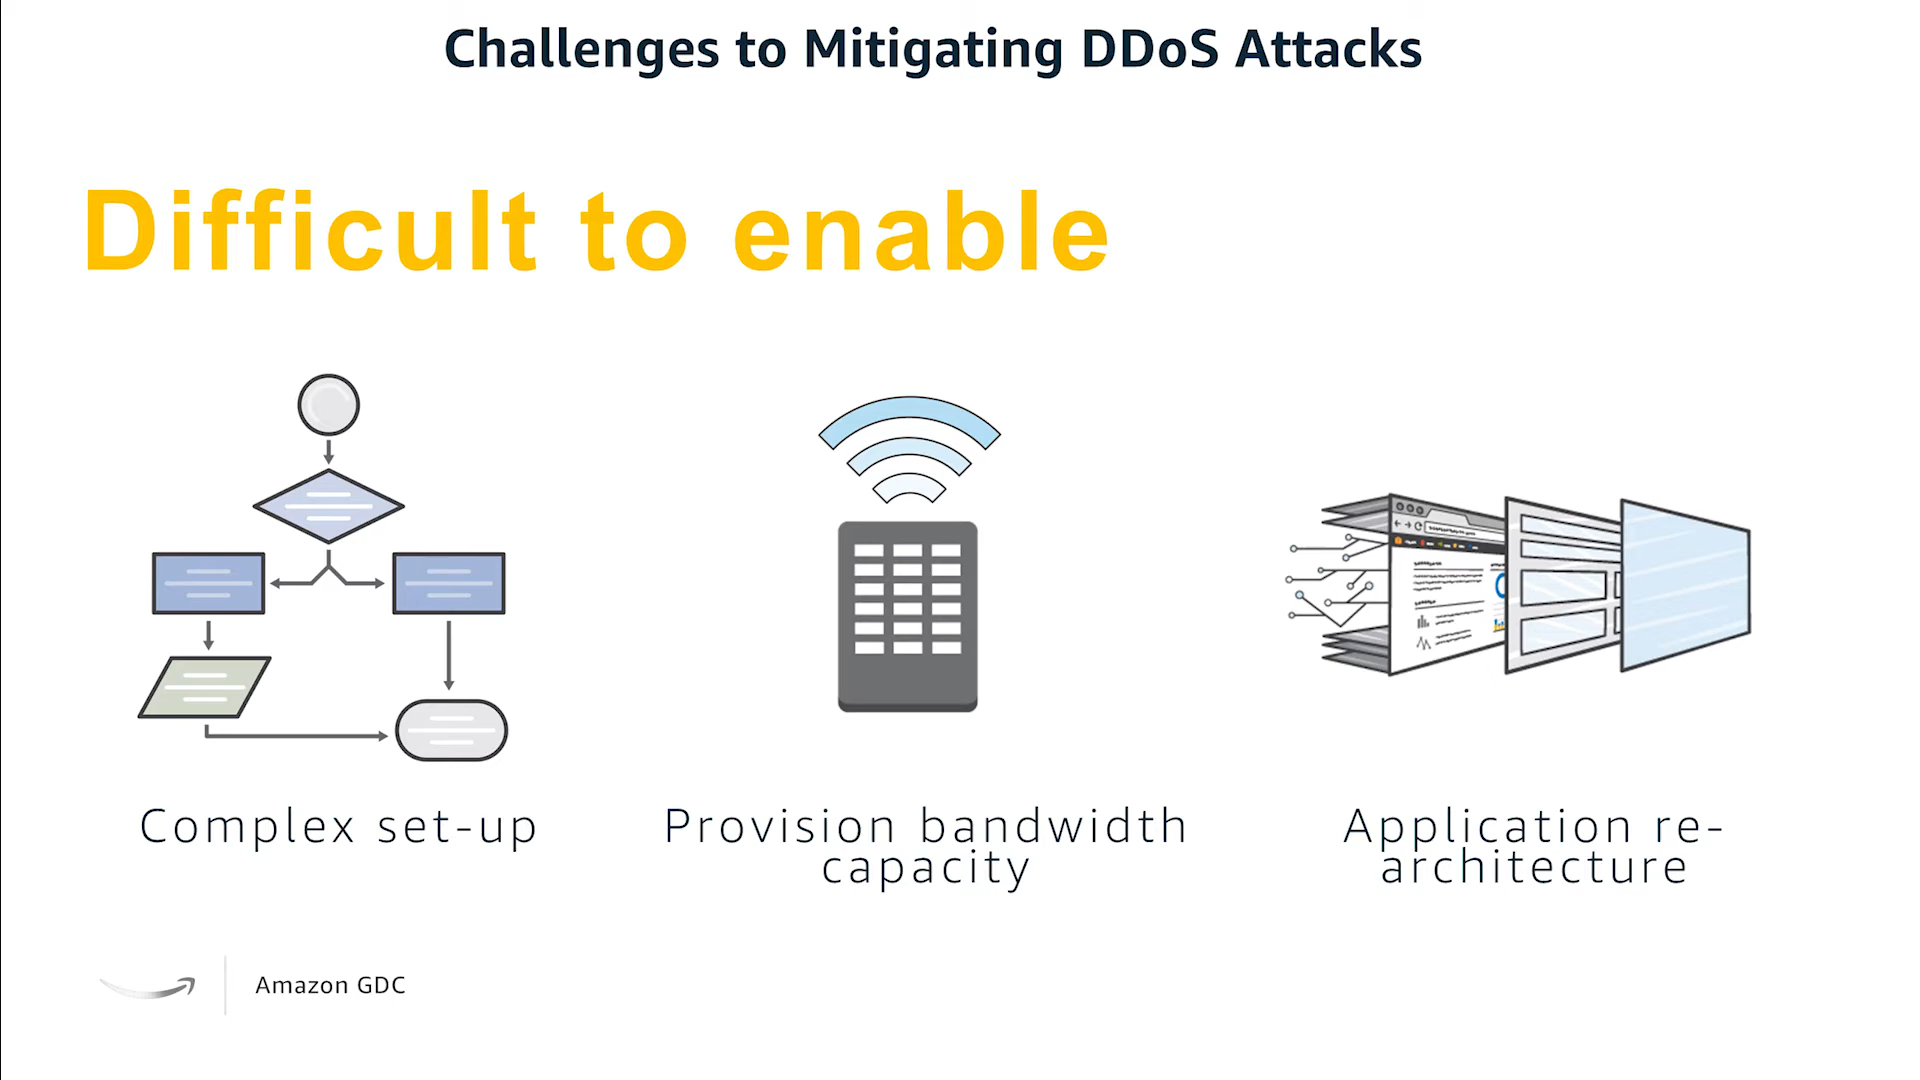 Challenges to Mitigating DDoS Attacks
Difficult to enable
Complex set-up
Provision bandwidth
capacity
Application re-
architecture
Amazon GDC